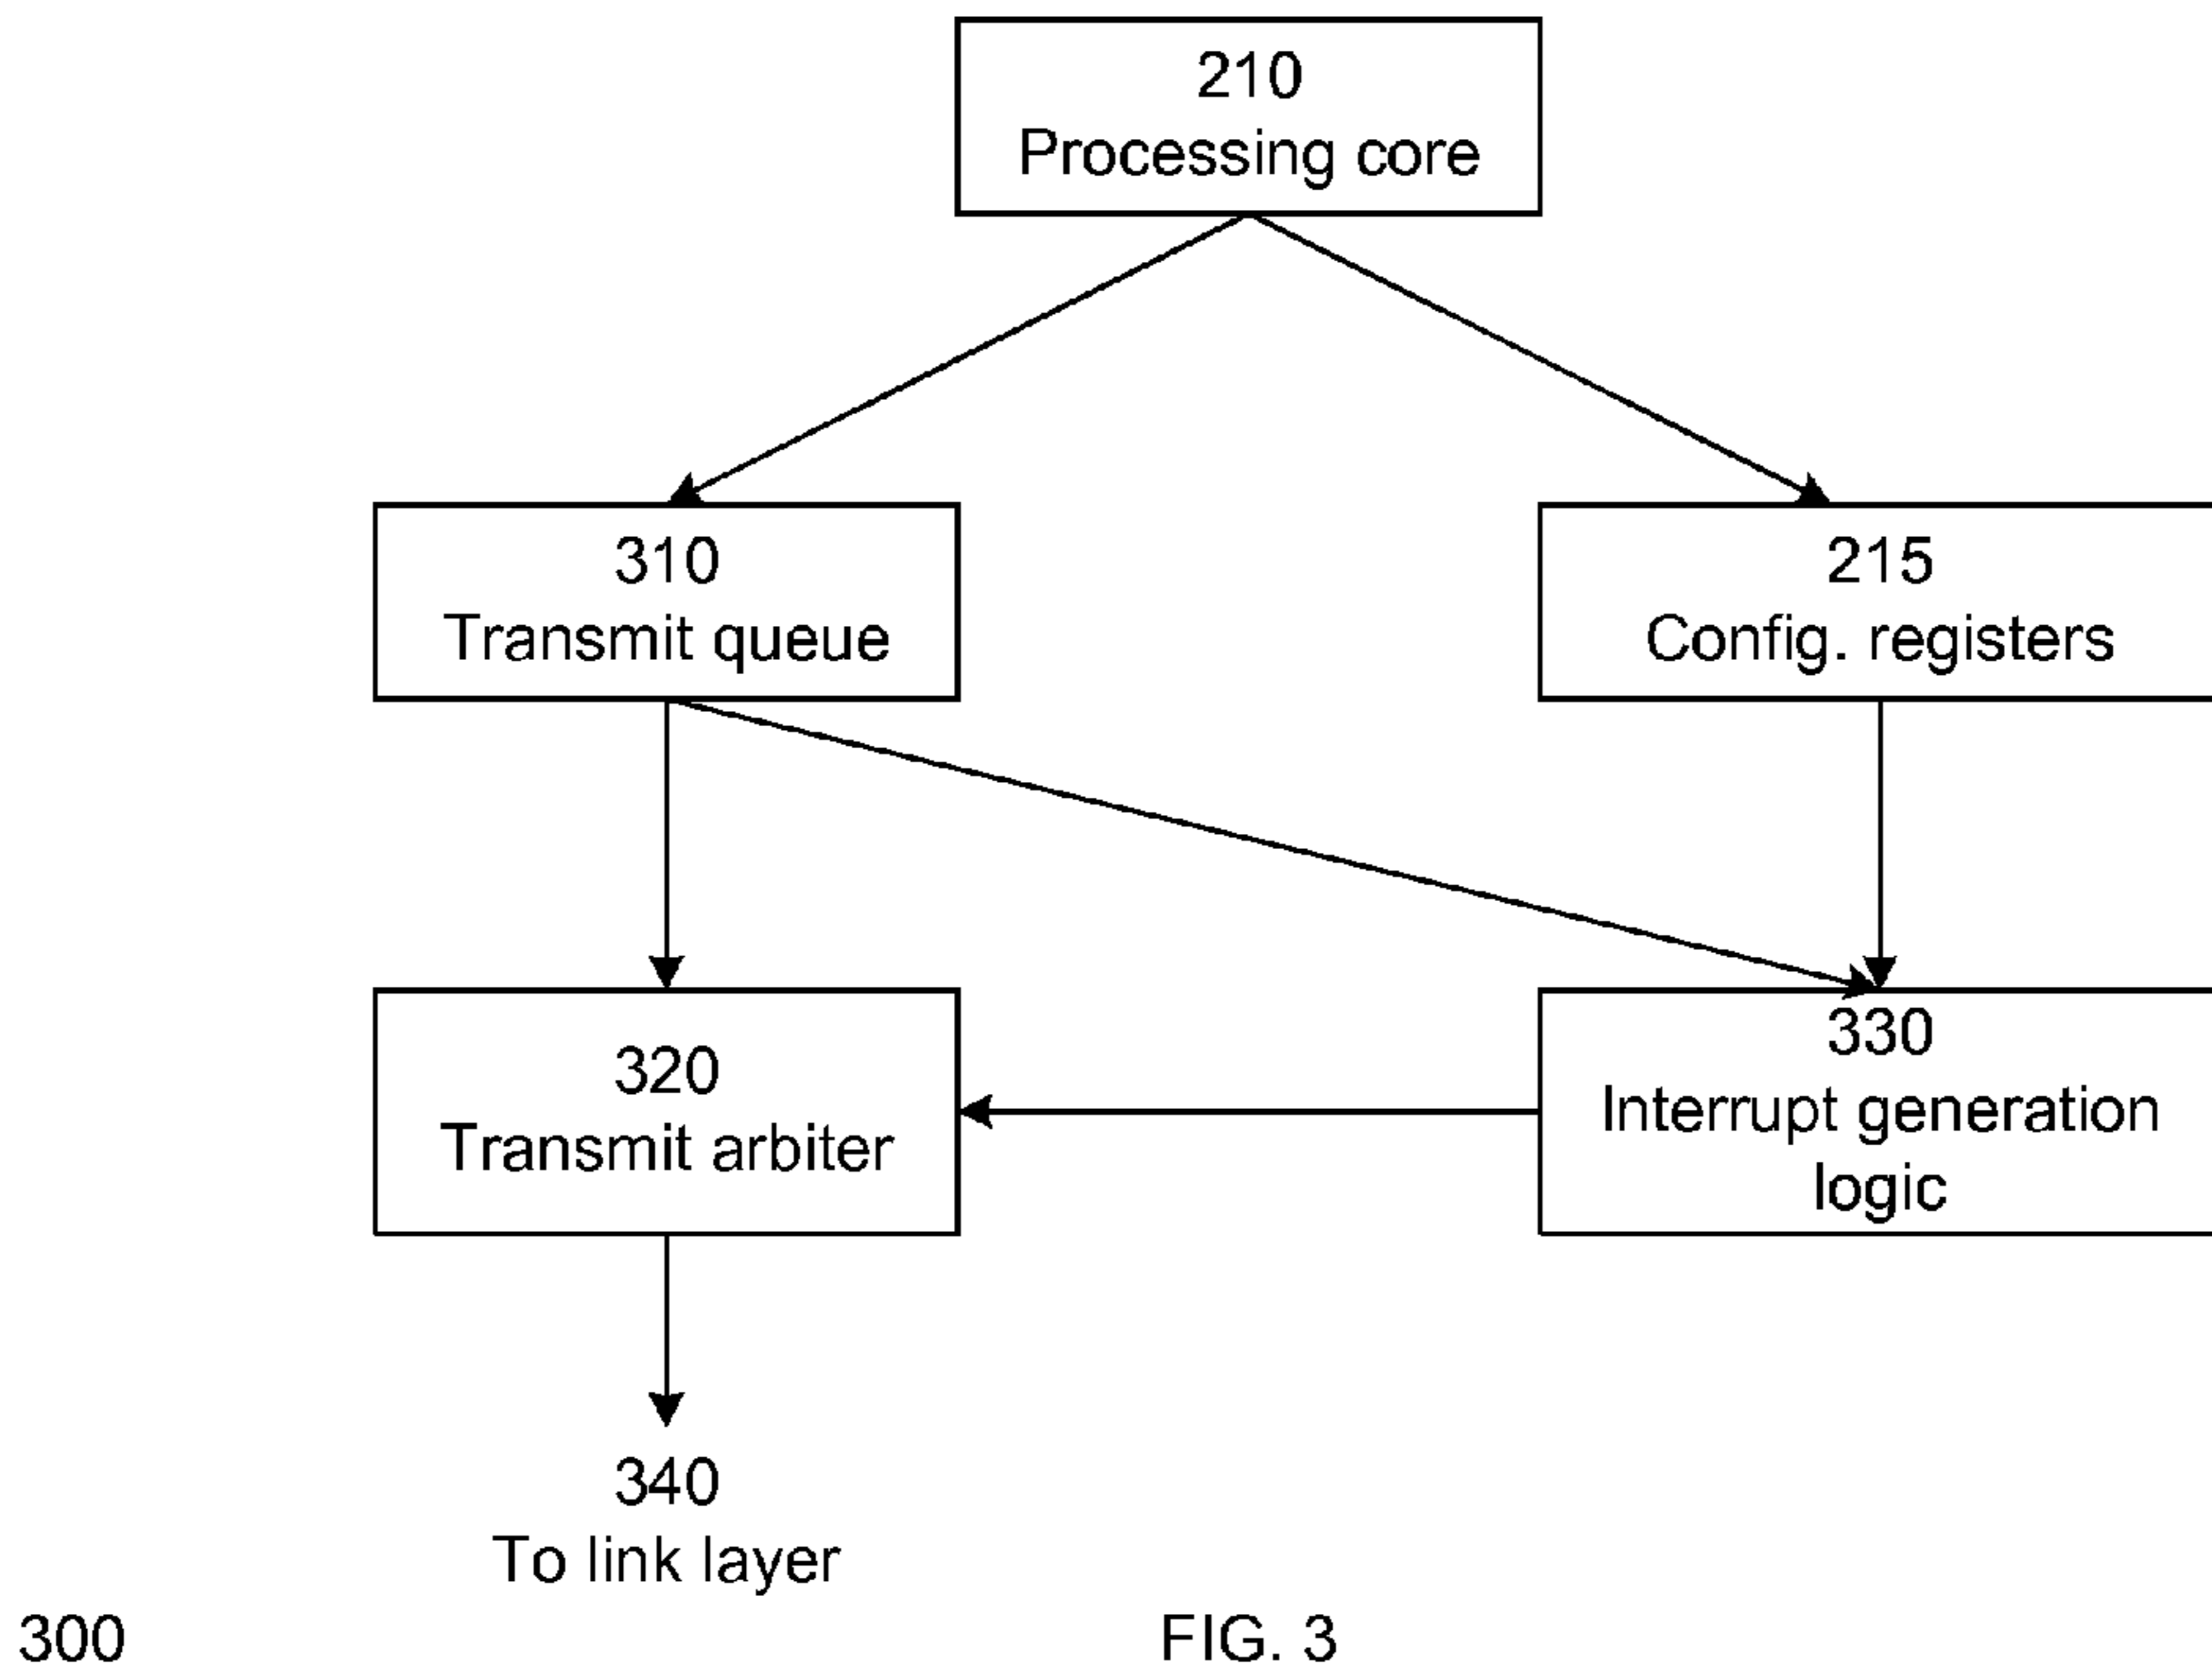 210
Processing core
310
Transmit queue
215
Config. registers
320
Transmit arbiter
330
Interrupt generation
logic
340
To link layer
300
FIG. 3